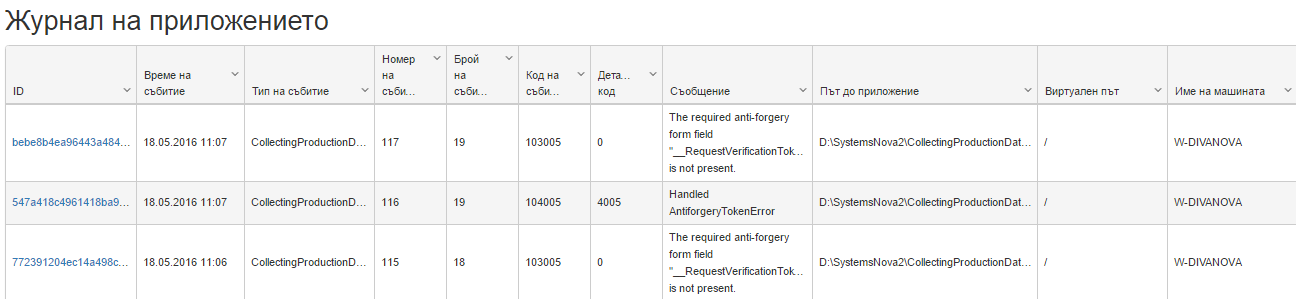 Журнал на приложението
ID
Време на
събитие
Тип на събитие
Номер
на
съби...
Брой
на
съби...
Код на
съби...
Дета...
код
Съобщение
Път до приложение
Виртуален път
Име на машината
bebe8b4ea96443a484...
18.05.2016 11:07
CollectingProductionD...
117
19
103005
0
The required anti-forgery
form field
"__RequestVerificationTok...
is not present.
D:\SystemsNova2\CollectingProductionDat...
/
W-DIVANOVA
547a418c4961418ba9...
18.05.2016 11:07
CollectingProductionD...
116
19
104005
4005
Handled
AntiforgeryTokenError
D:\SystemsNova2\CollectingProductionDat...
/
W-DIVANOVA
772391204ec14a498c...
18.05.2016 11:06
CollectingProductionD...
115
18
103005
0
The required anti-forgery
form field
"__RequestVerificationTok...
is not present.
D:\SystemsNova2\CollectingProductionDat...
/
W-DIVANOVA